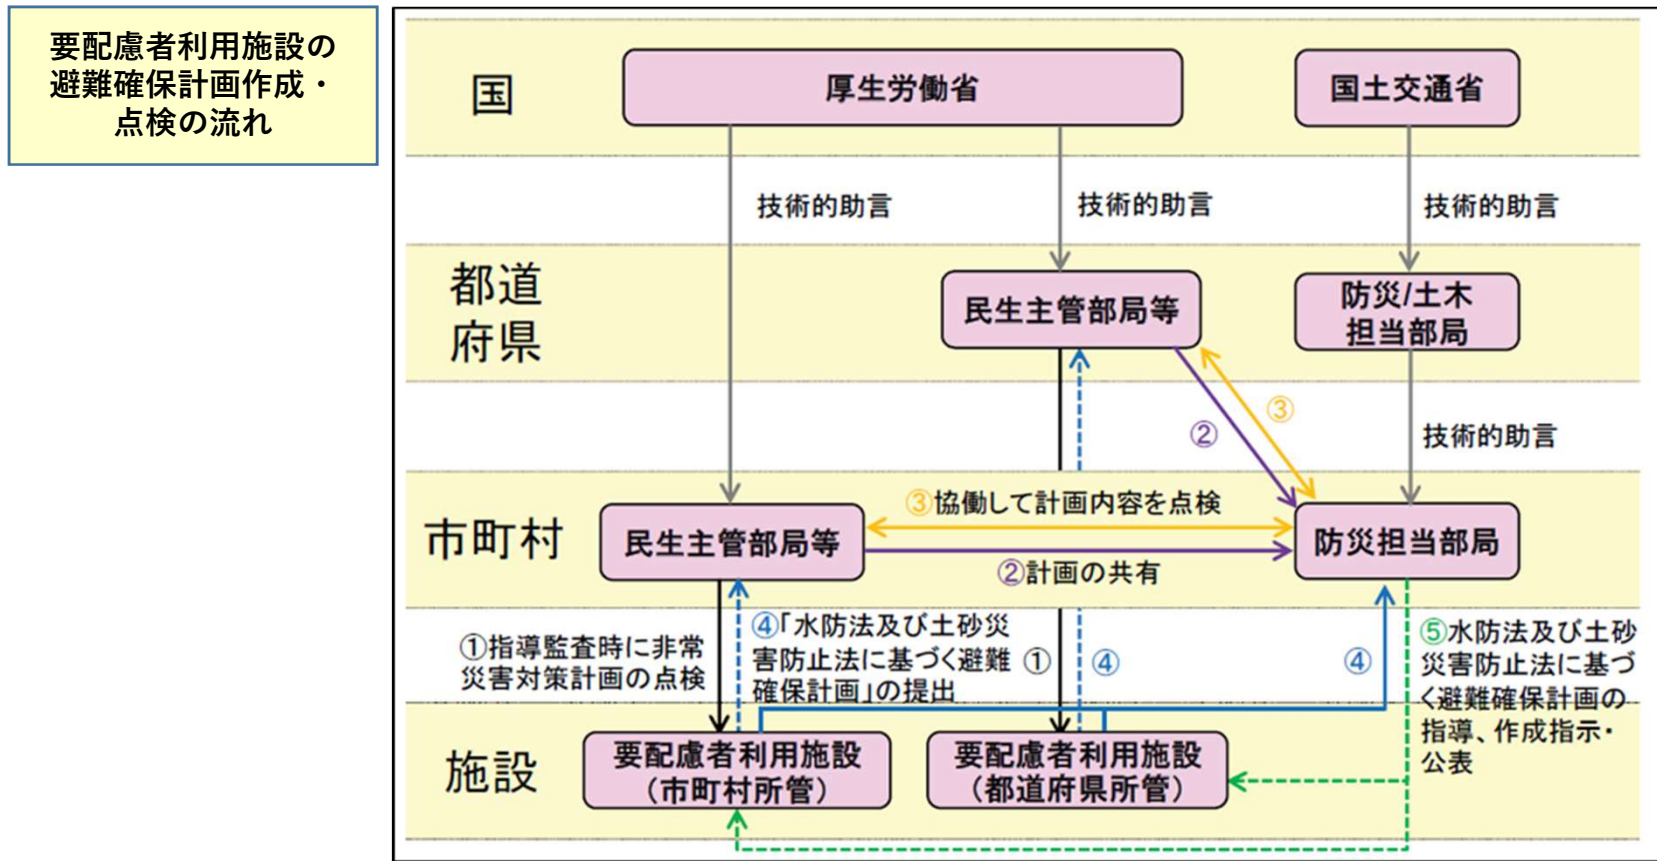 要配慮者利用施設の
避難確保計画作成・
点検の流れ
国
厚生労働省
国土交通省
技術的助言
技術的助言
技術的助言
都道
府県
民生主管部局等
防災/土木
担当部局
③
②
技術的助言
市町村
③協働して計画内容を点検
民生主管部局等
防災担当部局
②計画の共有
①指導監査時に非常
災害対策計画の点検
④「水防法及び土砂災
害防止法に基づく避難
確保計画」の提出
①
④
④
⑤水防法及び土砂
災害防止法に基づ
く避難確保計画の
指導、作成指示・
公表
施設
要配慮者利用施設
（市町村所管）
要配慮者利用施設
（都道府県所管）